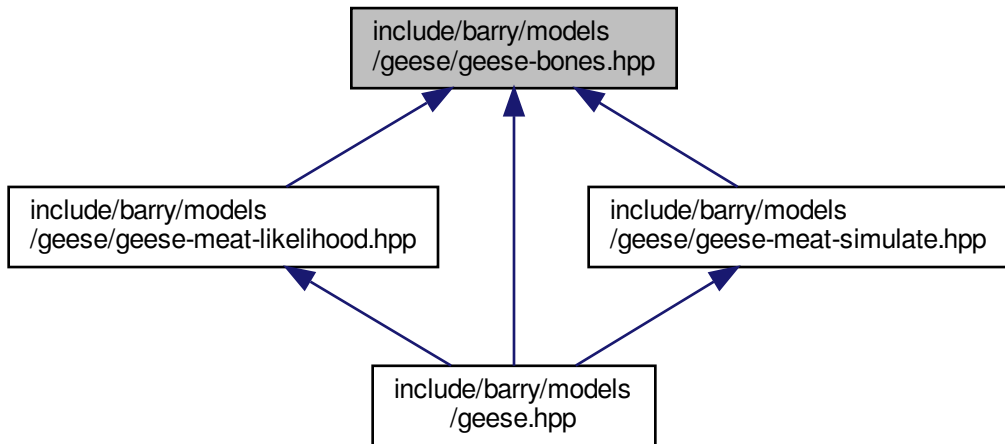 include/barry/models
/geese/geese-bones.hpp
include/barry/models
/geese/geese-meat-likelihood.hpp
include/barry/models
/geese/geese-meat-simulate.hpp
include/barry/models
/geese.hpp